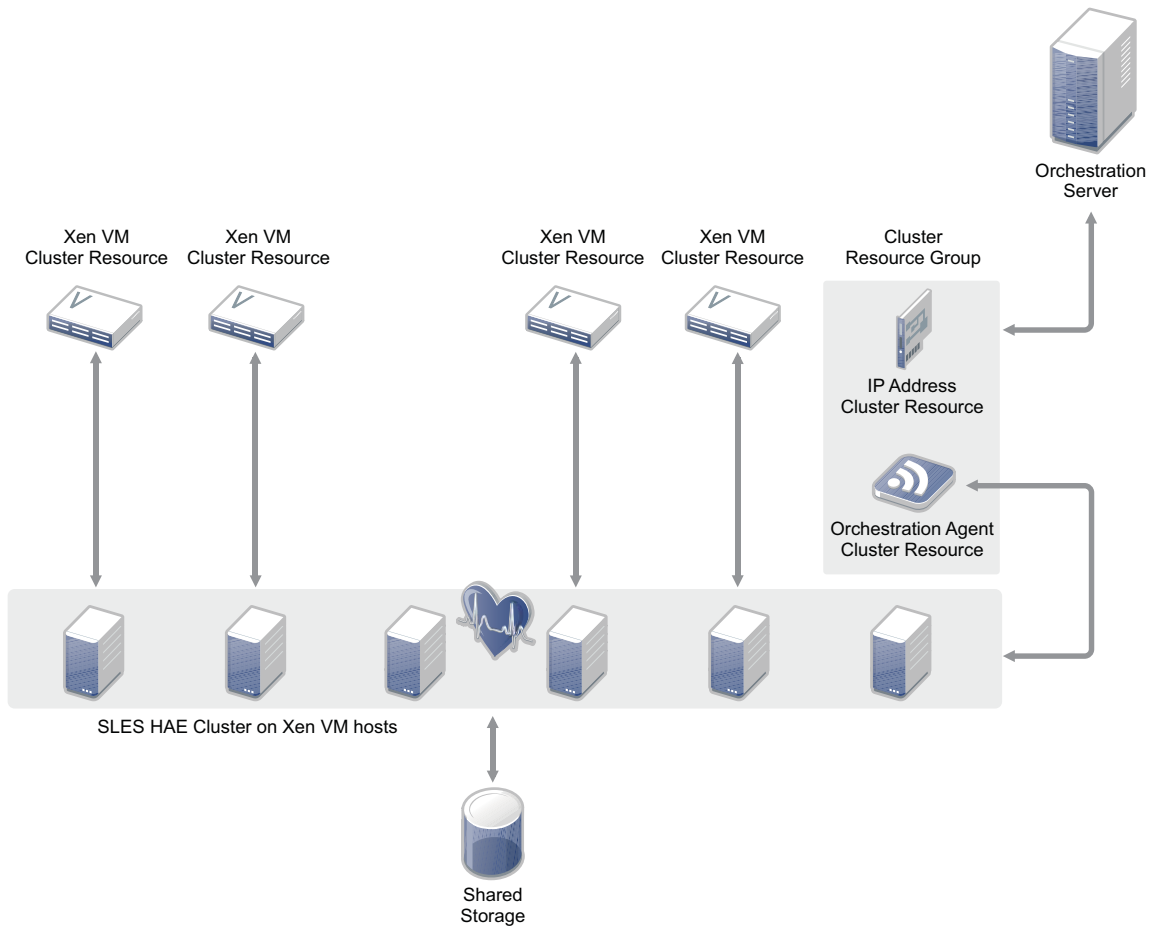 Orchestration
Server
Xen VM
Cluster Resource
Xen VM
Cluster Resource
Xen VM
Cluster Resource
Xen VM
Cluster Resource
Cluster
Resource Group
IP Address
Cluster Resource
Orchestration Agent
Cluster Resource
SLES HAE Cluster on Xen VM hosts
Shared
Storage